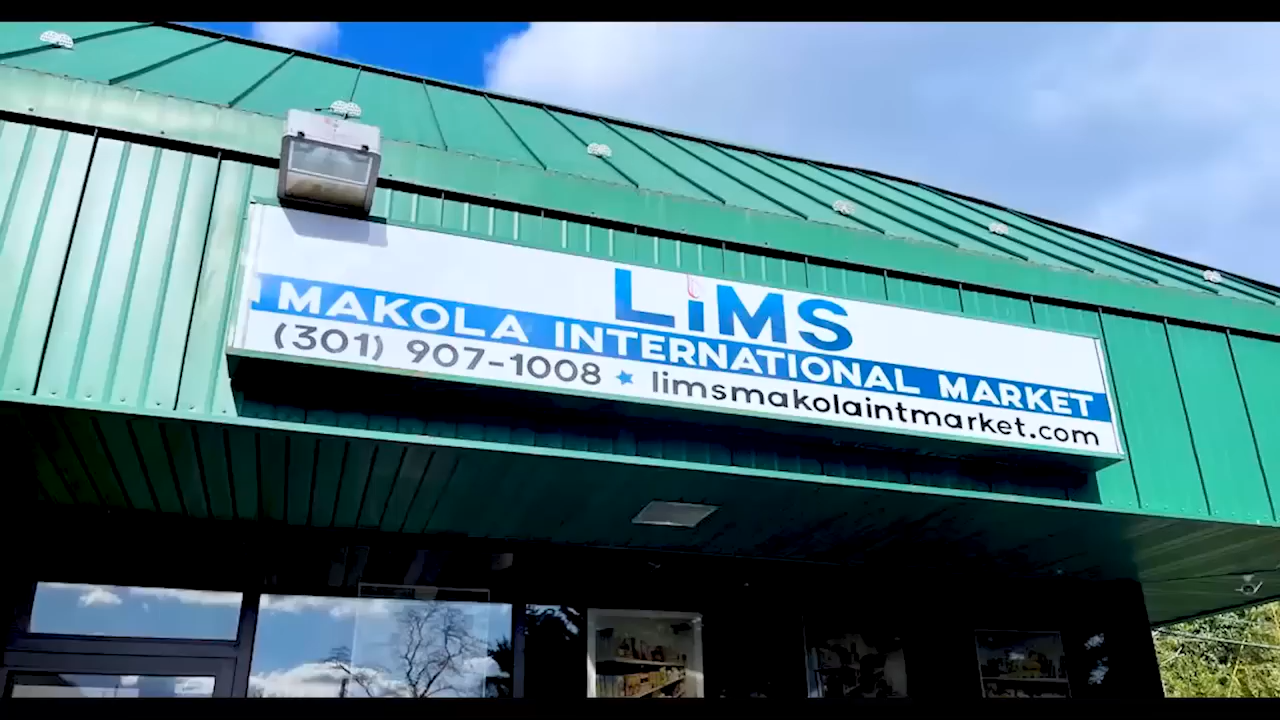 LiMS
MAKOLA INTERNATIONAL MARKET
(301) 907-1008 ★ limsmakolaintmarket.com